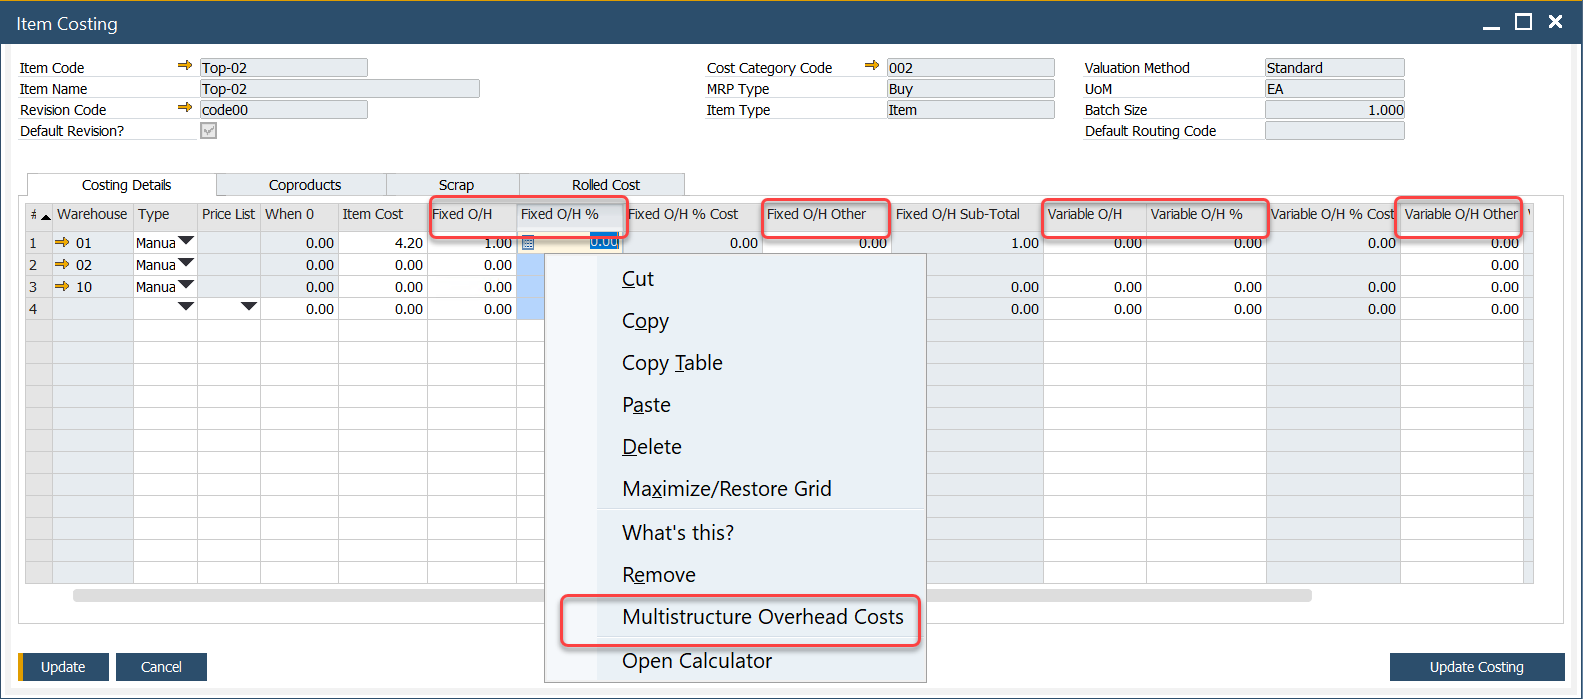 Item Costing
Item Code Top-02 Cost Category Code 002 Valuation Method Standard
Item Name Top-02 MRP Type Buy UoM EA
Revision Code code00 Item Type Item Batch Size 1.000
Default Revision? Default Routing Code
Costing Details Coproducts Scrap Rolled Cost
# Warehouse Type Price List When 0 Item Cost Fixed O/H Fixed O/H % Fixed O/H % Cost Fixed O/H Other Fixed O/H Sub-Total Variable O/H Variable O/H % Variable O/H % Cost Variable O/H Other
1 01 Manua 0.00 4.20 1.00 0.00 0.00 0.00 1.00 0.00 0.00 0.00 0.00
2 02 Manua 0.00 0.00 0.00 0.00
3 10 Manua 0.00 0.00 0.00 0.00 0.00 0.00 0.00 0.00
4 0.00 0.00 0.00 0.00 0.00 0.00 0.00 0.00
Cut
Copy
Copy Table
Paste
Delete
Maximize/Restore Grid
What's this?
Remove
Multistructure Overhead Costs
Open Calculator
Update Cancel Update Costing